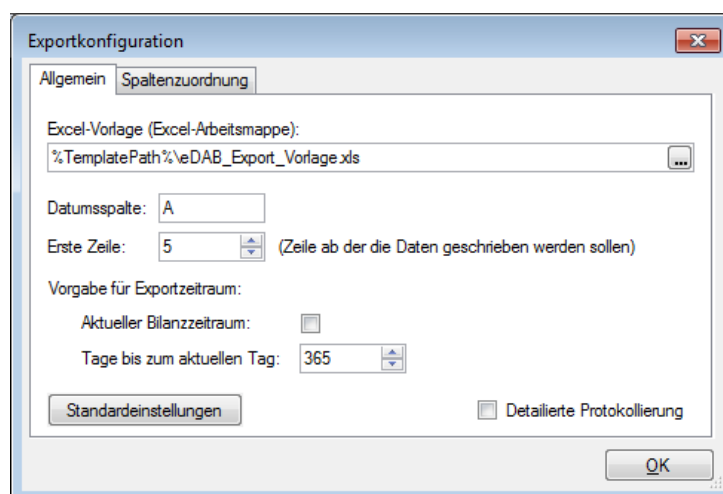 Exportkonfiguration
Allgemein Spaltenzuordnung
Excel-Vorlage (Excel-Arbeitsmappe):
%TemplatePath%\eDAB_Export_Vorlage.xls ...
Datumsspalte: A
Erste Zeile: 5 (Zeile ab der die Daten geschrieben werden sollen)
Vorgabe für Exportzeitraum:
Aktueller Bilanzzeitraum:
Tage bis zum aktuellen Tag: 365
Standardeinstellungen Detailierte Protokollierung
OK